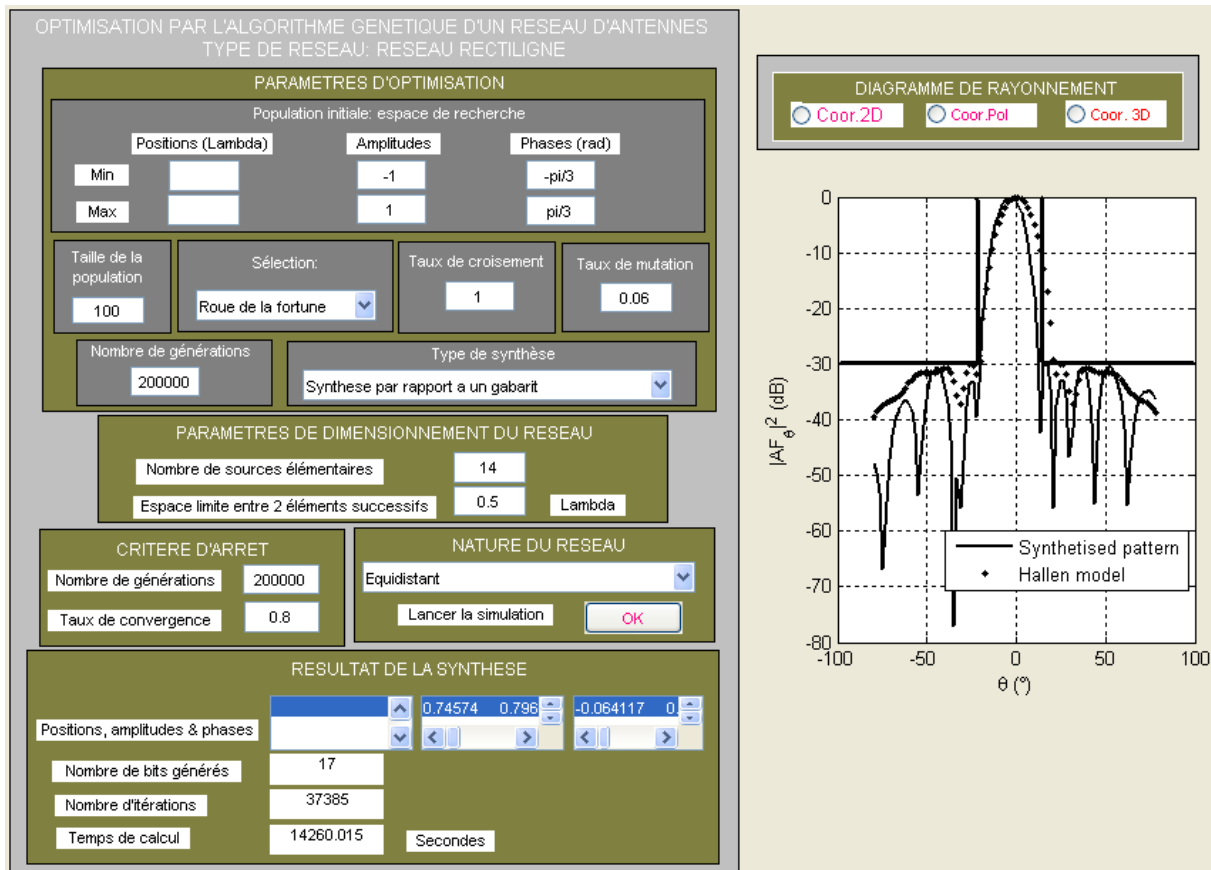 OPTIMISATION PAR L'ALGORITHME GENETIQUE D'UN RESEAU D'ANTENNES
TYPE DE RESEAU: RESEAU RECTILIGNE
PARAMETRES D'OPTIMISATION
Population initiale: espace de recherche
Positions (Lambda) Amplitudes Phases (rad)
Min -1 -pi/3
Max 1 pi/3
Taille de la population
100
Sélection:
Roue de la fortune
Taux de croisement
1
Taux de mutation
0.06
Nombre de générations
200000
Type de synthèse
Synthese par rapport a un gabarit
PARAMETRES DE DIMENSIONNEMENT DU RESEAU
Nombre de sources élémentaires 14
Espace limite entre 2 éléments successifs 0.5 Lambda
CRITERE D'ARRET
Nombre de générations 200000
Taux de convergence 0.8
NATURE DU RESEAU
Equidistant
Lancer la simulation OK
RESULTAT DE LA SYNTHESE
Positions, amplitudes & phases 0.74574 0.796 -0.064117 0.
Nombre de bits générés 17
Nombre d'itérations 37385
Temps de calcul 14260.015 Secondes
DIAGRAMME DE RAYONNEMENT
Coor.2D Coor.Pol Coor. 3D
0
-10
-20
-30
-40
-50
-60
-70
-80
|AFθ|² (dB)
Synthetised pattern
Hallen model
-100 -50 0 50 100
θ (°)